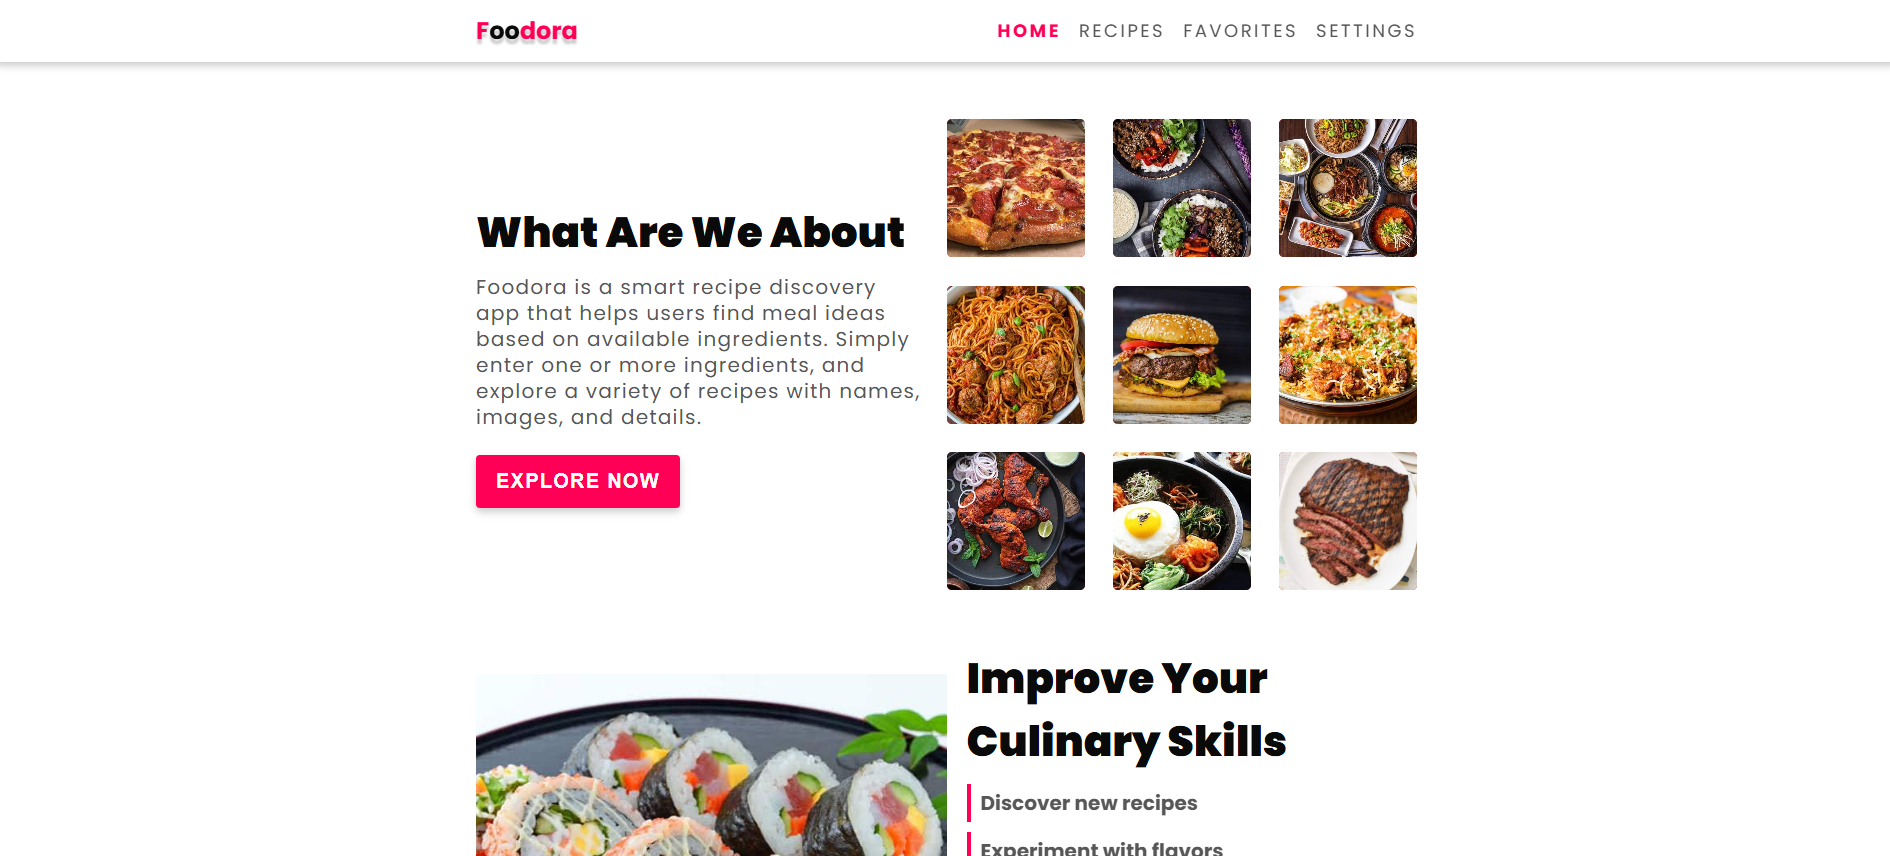 Foodora
HOME RECIPES FAVORITES SETTINGS
What Are We About
Foodora is a smart recipe discovery
app that helps users find meal ideas
based on available ingredients. Simply
enter one or more ingredients, and
explore a variety of recipes with names,
images, and details.
EXPLORE NOW
Improve Your
Culinary Skills
Discover new recipes
Experiment with flavors